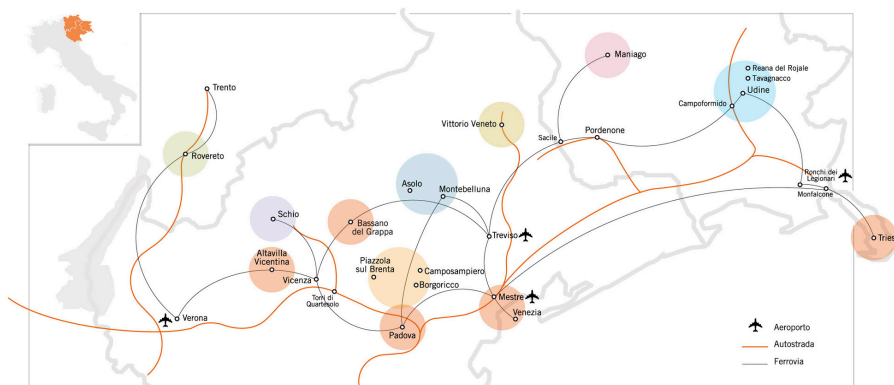 Trento
Rovereto
Verona
Schio
Altavilla
Vicentina
Vicenza
Bassano
del Grappa
Torri di
Quartesolo
Piazzola
sul Brenta
Camposampiero
Borgoricco
Padova
Asolo
Montebelluna
Vittorio Veneto
Treviso
Mestre
Venezia
Maniago
Sacile
Pordenone
Reana del Rojale
Tavagnacco
Udine
Campoformido
Ronchi dei
Legionari
Monfalcone
Tries
Aeroporto
Autostrada
Ferrovia